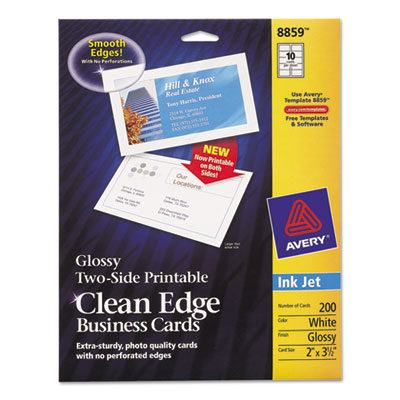 Smooth
Edges!
With No Perforations
8859™
10
Use Avery
Template 8859™
Free Templates
& Software
Hill & Knox
Real Estate
Tony Harris, President
NEW
Now Printable
on Both
Sides!
Our
Locations:
AVERY
Glossy
Two-Side Printable
Clean Edge
Business Cards
Extra-sturdy, photo quality cards
with no perforated edges
Ink Jet
Number of Cards 200
Color White
Finish Glossy
Card Size 2" x 3½"